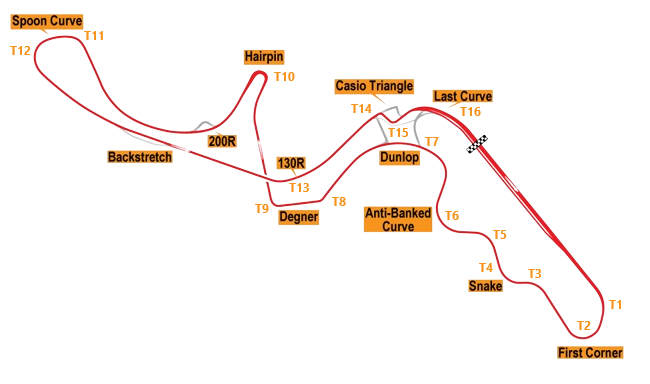 Spoon Curve
T11
T12
Hairpin
T10
Casio Triangle
Last Curve
T14
T16
T15
200R
T7
Backstretch
130R
Dunlop
T13
T8
T9
Degner
Anti-Banked
Curve
T6
T5
T4
T3
Snake
T1
T2
First Corner